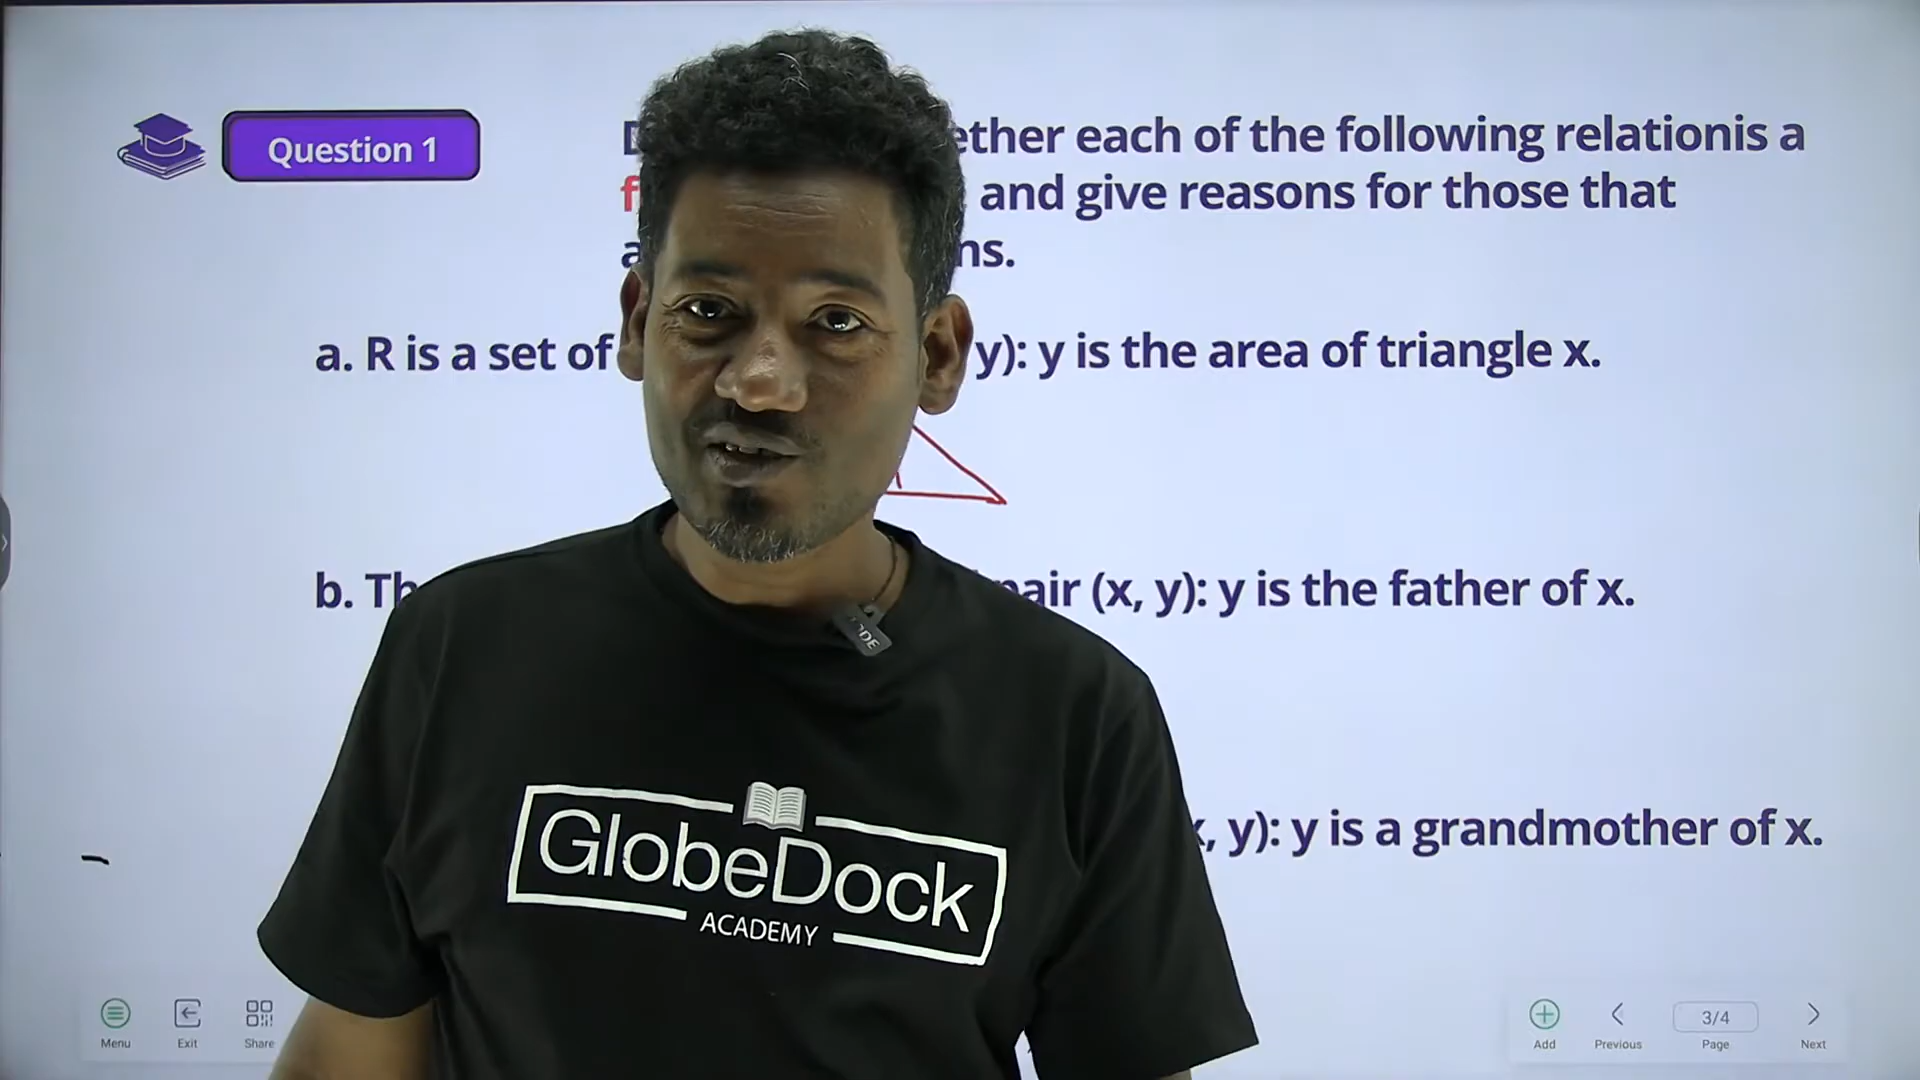 Question 1
ether each of the following relationis a
and give reasons for those that
ns.
a. R is a set of y): y is the area of triangle x.
b. Th pair (x, y): y is the father of x.
, y): y is a grandmother of x.
GlobeDock
ACADEMY
Menu
Exit
Share
Add
Previous
3/4
Page
Next